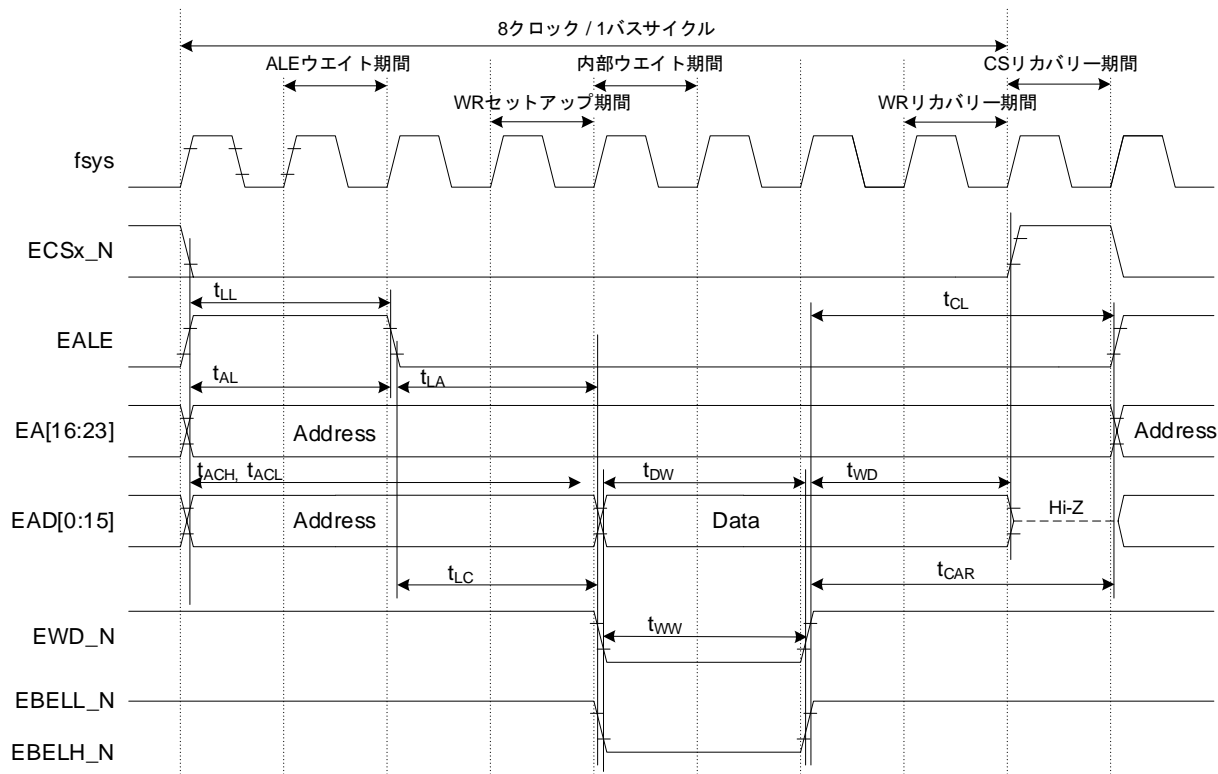 8クロック / 1バスサイクル
ALEウエイト期間
内部ウエイト期間
CSリカバリー期間
WRセットアップ期間
WRリカバリー期間
fsys
ECSx_N
tLL
tCL
EALE
tAL
tLA
EA[16:23]
Address
Address
tACH, tACL
tDW
tWD
EAD[0:15]
Address
Data
Hi-Z
tLC
tCAR
EWD_N
tWW
EBELL_N
EBELH_N